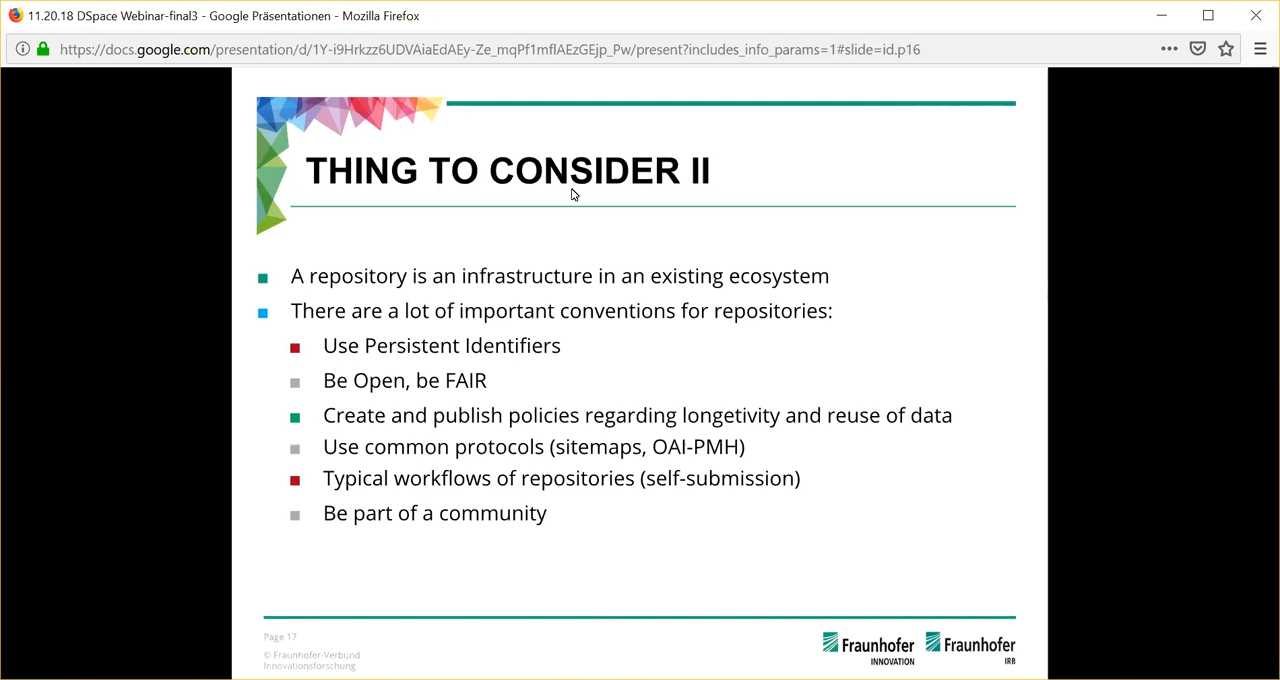 11.20.18 DSpace Webinar-final3 - Google Präsentationen - Mozilla Firefox
https://docs.google.com/presentation/d/1Y-i9Hrkzz6UDVAiaEdAEy-Ze_mqPf1mflAEzGEjp_Pw/present?includes_info_params=1#slide=id.p16
THING TO CONSIDER II
A repository is an infrastructure in an existing ecosystem
There are a lot of important conventions for repositories:
Use Persistent Identifiers
Be Open, be FAIR
Create and publish policies regarding longetivity and reuse of data
Use common protocols (sitemaps, OAI-PMH)
Typical workflows of repositories (self-submission)
Be part of a community
Page 17
© Fraunhofer-Verbund
Innovationsforschung
Fraunhofer
INNOVATION
Fraunhofer
IRB